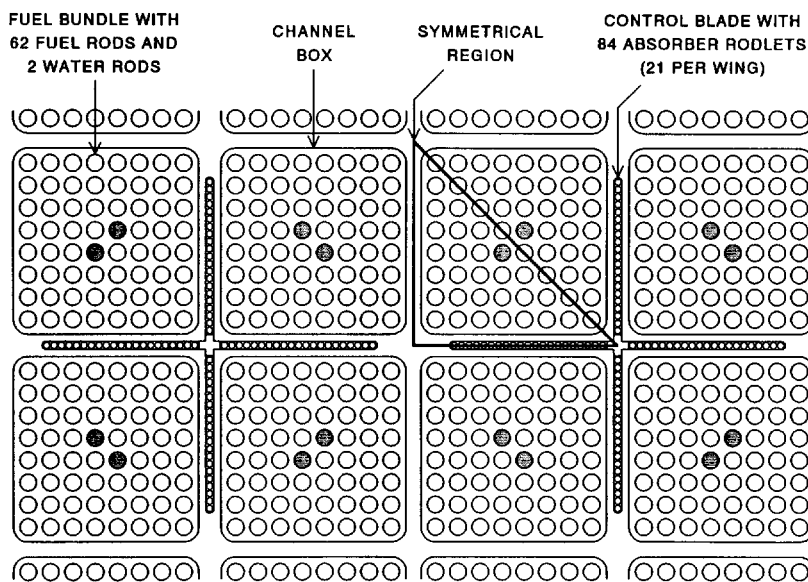 FUEL BUNDLE WITH
62 FUEL RODS AND
2 WATER RODS
CHANNEL
BOX
SYMMETRICAL
REGION
CONTROL BLADE WITH
84 ABSORBER RODLETS
(21 PER WING)